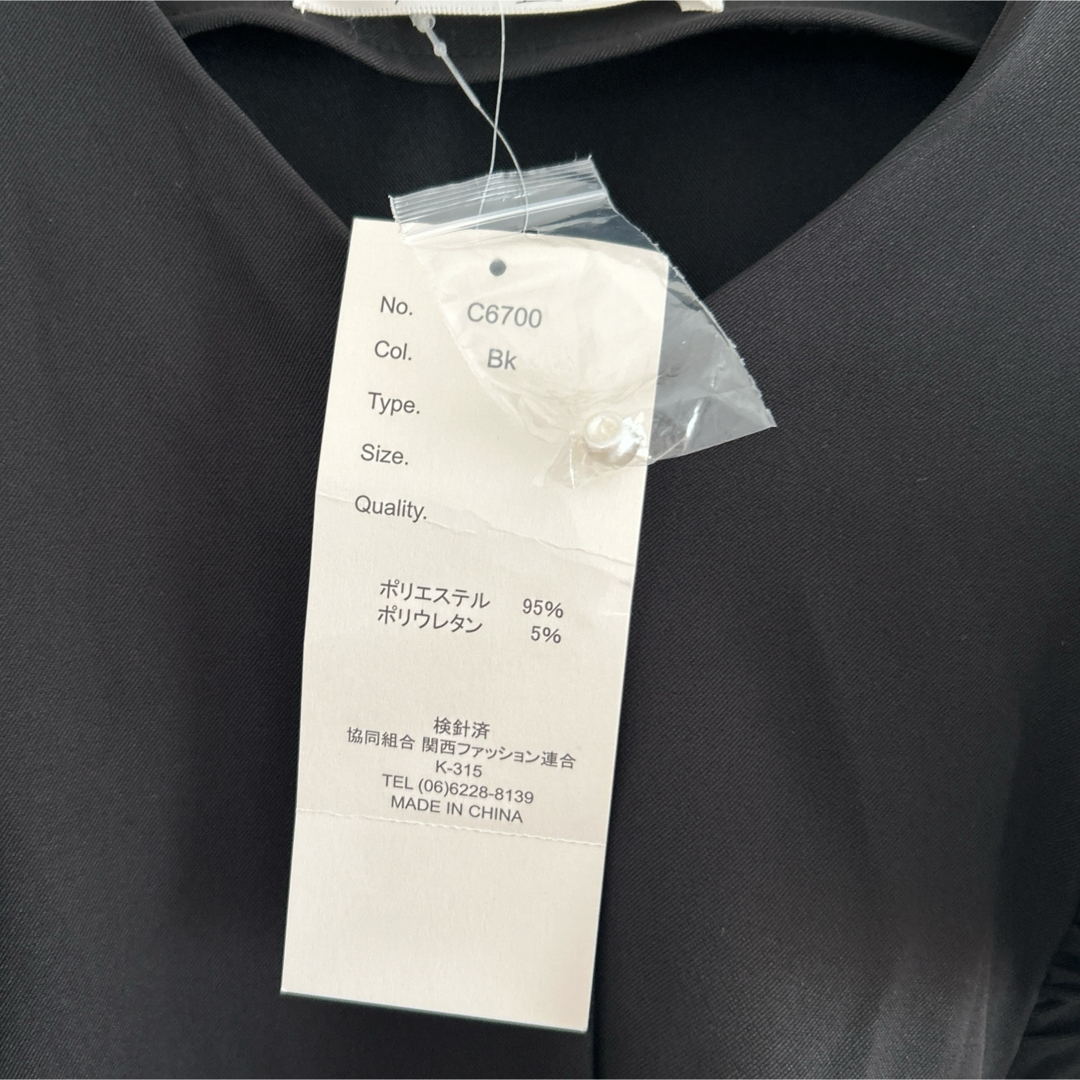 No. C6700
Col. Bk
Type.
Size.
Quality.
ポリエステル 95%
ポリウレタン 5%
検針済
協同組合 関西ファッション連合
K-315
TEL (06)6228-8139
MADE IN CHINA